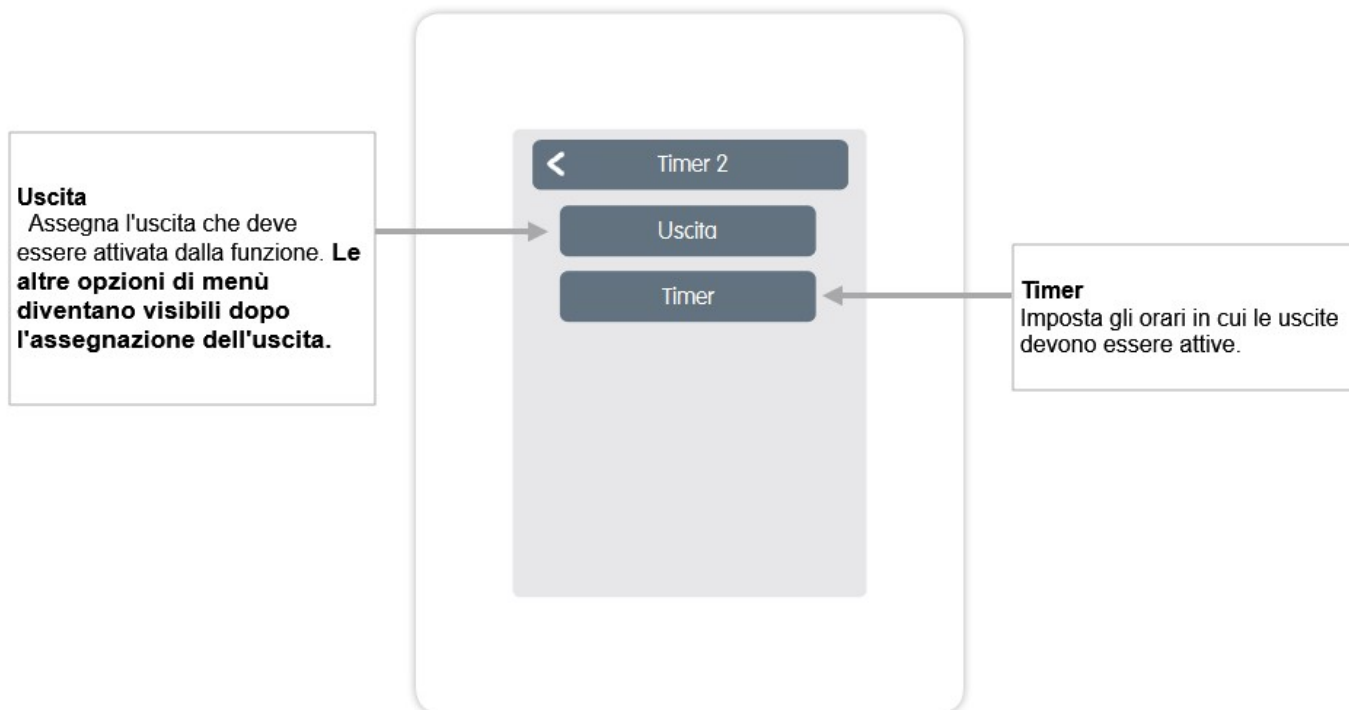 Uscita
Assegna l'uscita che deve
essere attivata dalla funzione. Le
altre opzioni di menù
diventano visibili dopo
l'assegnazione dell'uscita.
Timer 2
Uscita
Timer
Timer
Imposta gli orari in cui le uscite
devono essere attive.